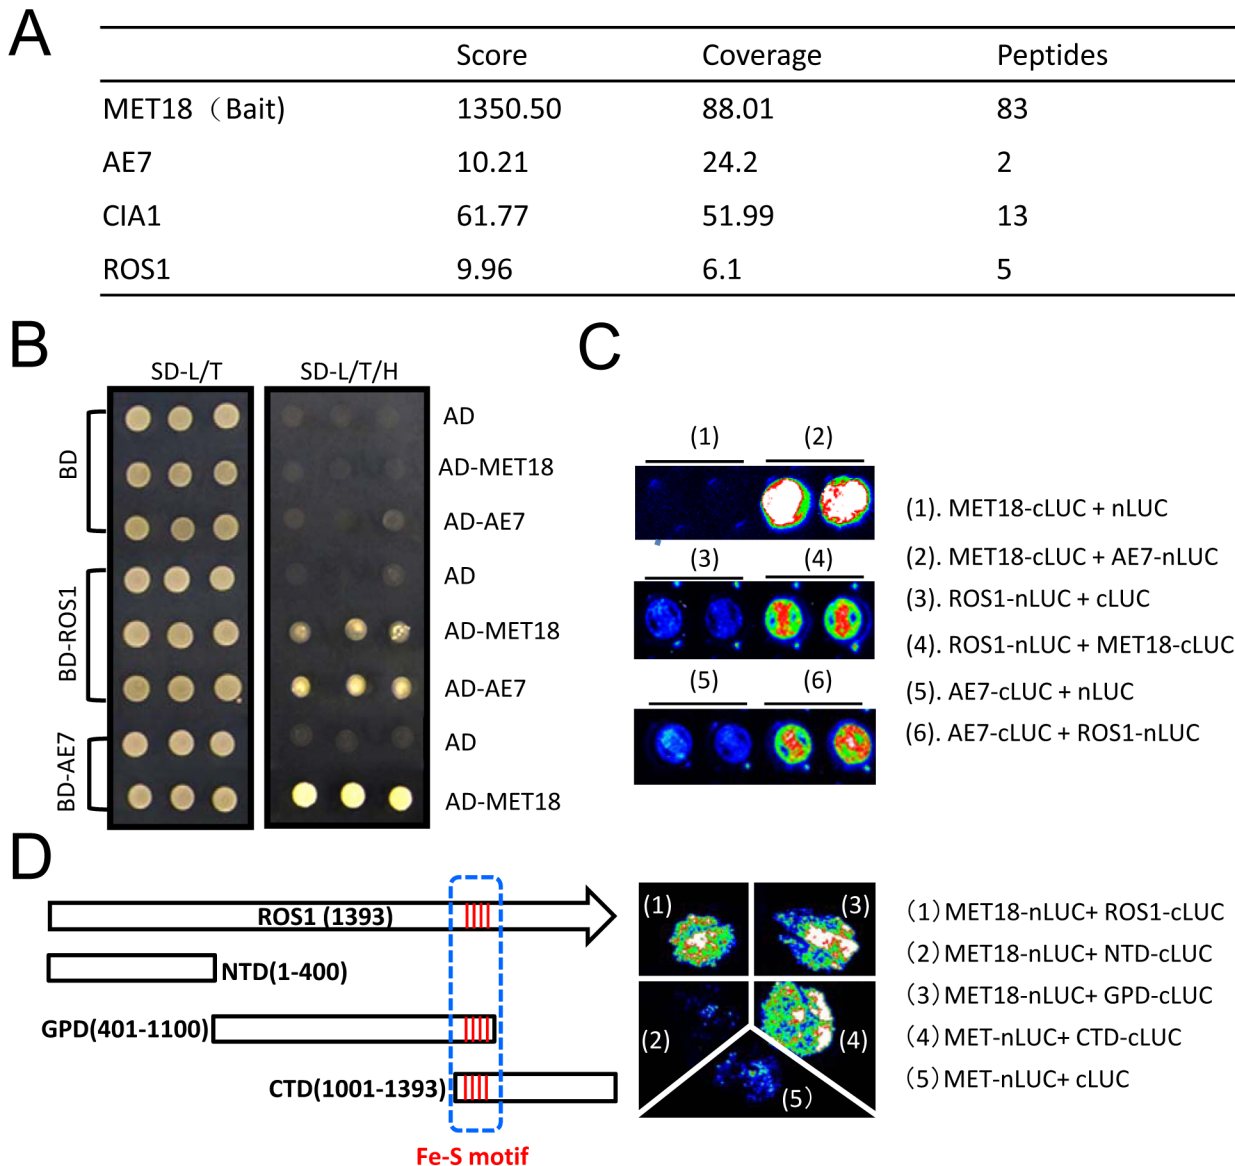 A
Score Coverage Peptides
MET18（Bait) 1350.50 88.01 83
AE7 10.21 24.2 2
CIA1 61.77 51.99 13
ROS1 9.96 6.1 5
B
SD-L/T SD-L/T/H
BD
AD
AD-MET18
AD-AE7
BD-ROS1
AD
AD-MET18
AD-AE7
BD-AE7
AD
AD-MET18
C
(1) (2)
(3) (4)
(5) (6)
(1). MET18-cLUC + nLUC
(2). MET18-cLUC + AE7-nLUC
(3). ROS1-nLUC + cLUC
(4). ROS1-nLUC + MET18-cLUC
(5). AE7-cLUC + nLUC
(6). AE7-cLUC + ROS1-nLUC
D
ROS1 (1393)
NTD(1-400)
GPD(401-1100)
CTD(1001-1393)
Fe-S motif
(1) (3)
(2) (4)
(5）
（1）MET18-nLUC+ ROS1-cLUC
（2）MET18-nLUC+ NTD-cLUC
（3）MET18-nLUC+ GPD-cLUC
（4）MET-nLUC+ CTD-cLUC
（5）MET-nLUC+ cLUC